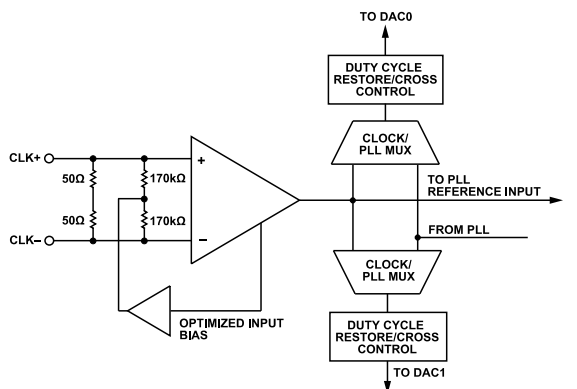 TO DAC0
DUTY CYCLE
RESTORE/CROSS
CONTROL
CLOCK/
PLL MUX
CLK+
50Ω
170kΩ
+
TO PLL
REFERENCE INPUT
50Ω
170kΩ
CLK–
–
FROM PLL
CLOCK/
PLL MUX
OPTIMIZED INPUT
BIAS
DUTY CYCLE
RESTORE/CROSS
CONTROL
TO DAC1